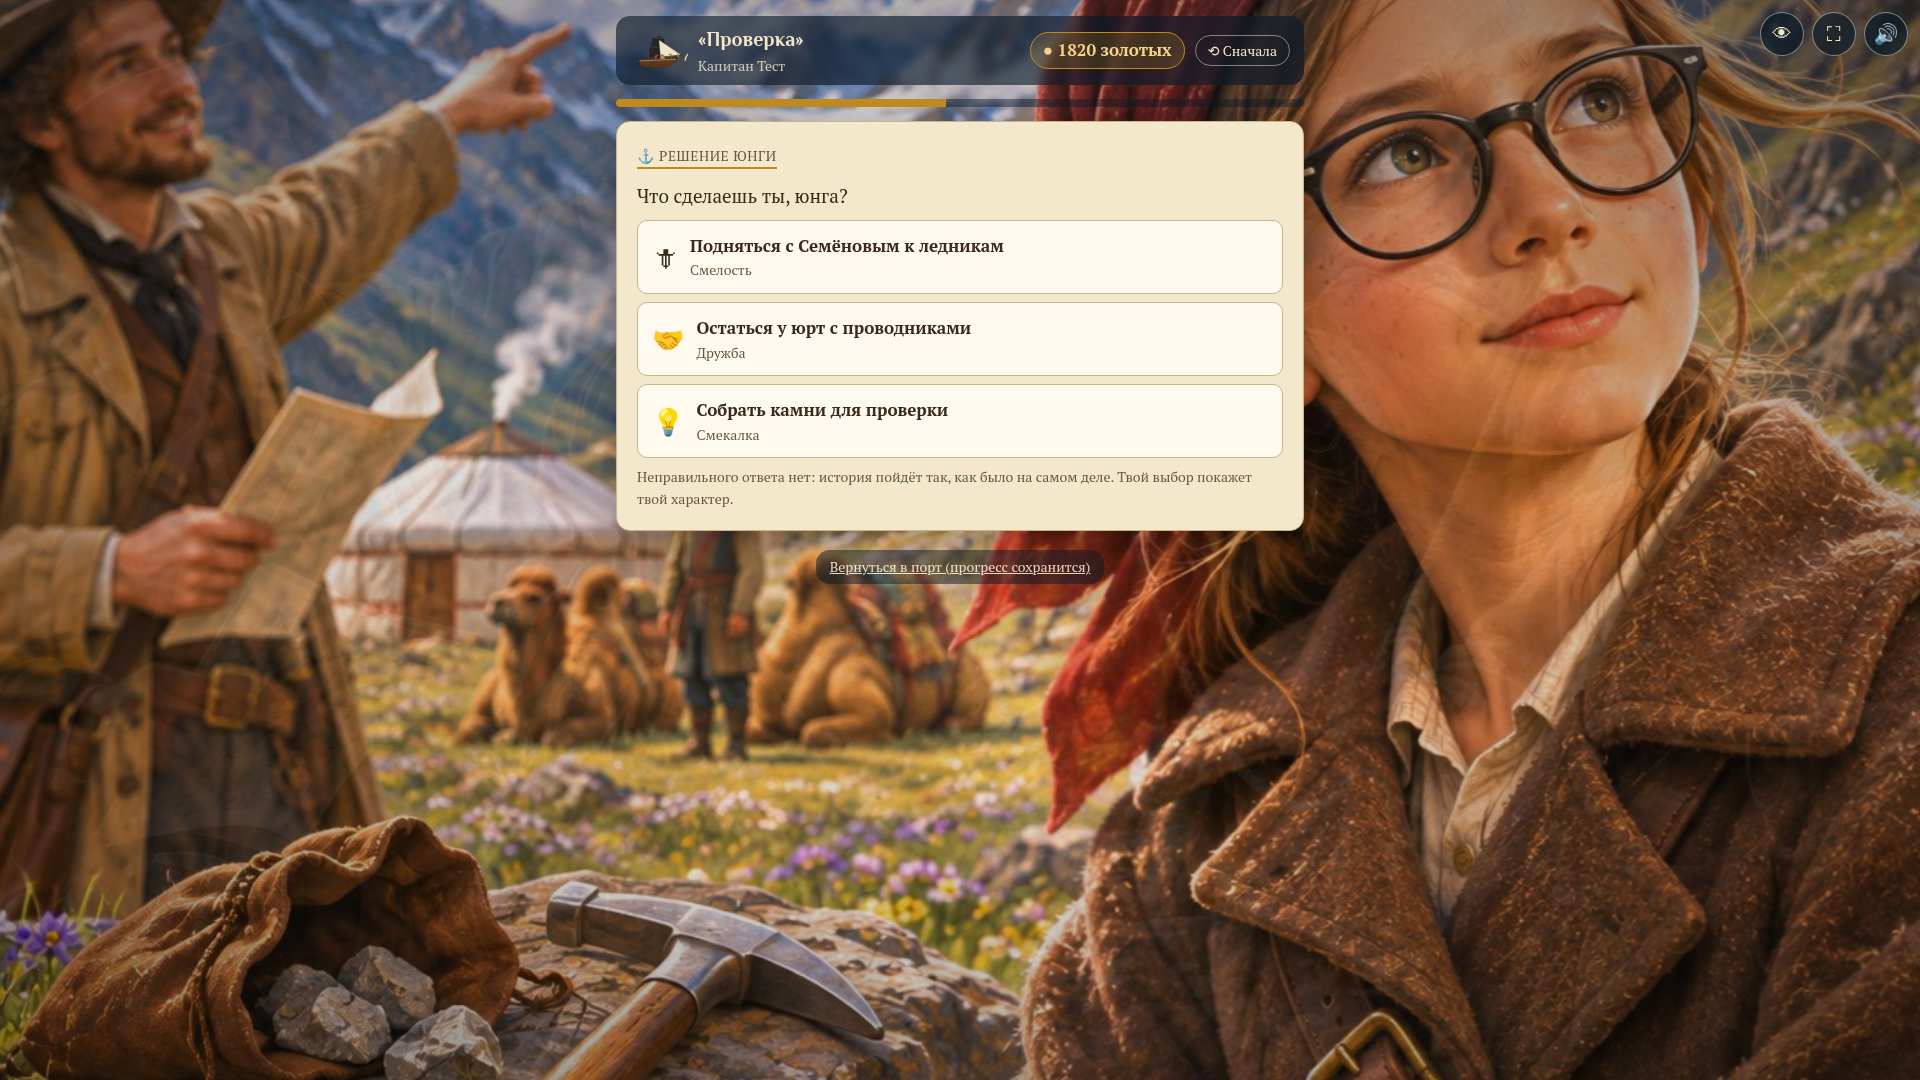 «Проверка»
Капитан Тест
● 1820 золотых
⟲ Сначала
⚓ РЕШЕНИЕ ЮНГИ
Что сделаешь ты, юнга?
Подняться с Семёновым к ледникам
Смелость
Остаться у юрт с проводниками
Дружба
Собрать камни для проверки
Смекалка
Неправильного ответа нет: история пойдёт так, как было на самом деле. Твой выбор покажет
твой характер.
Вернуться в порт (прогресс сохранится)